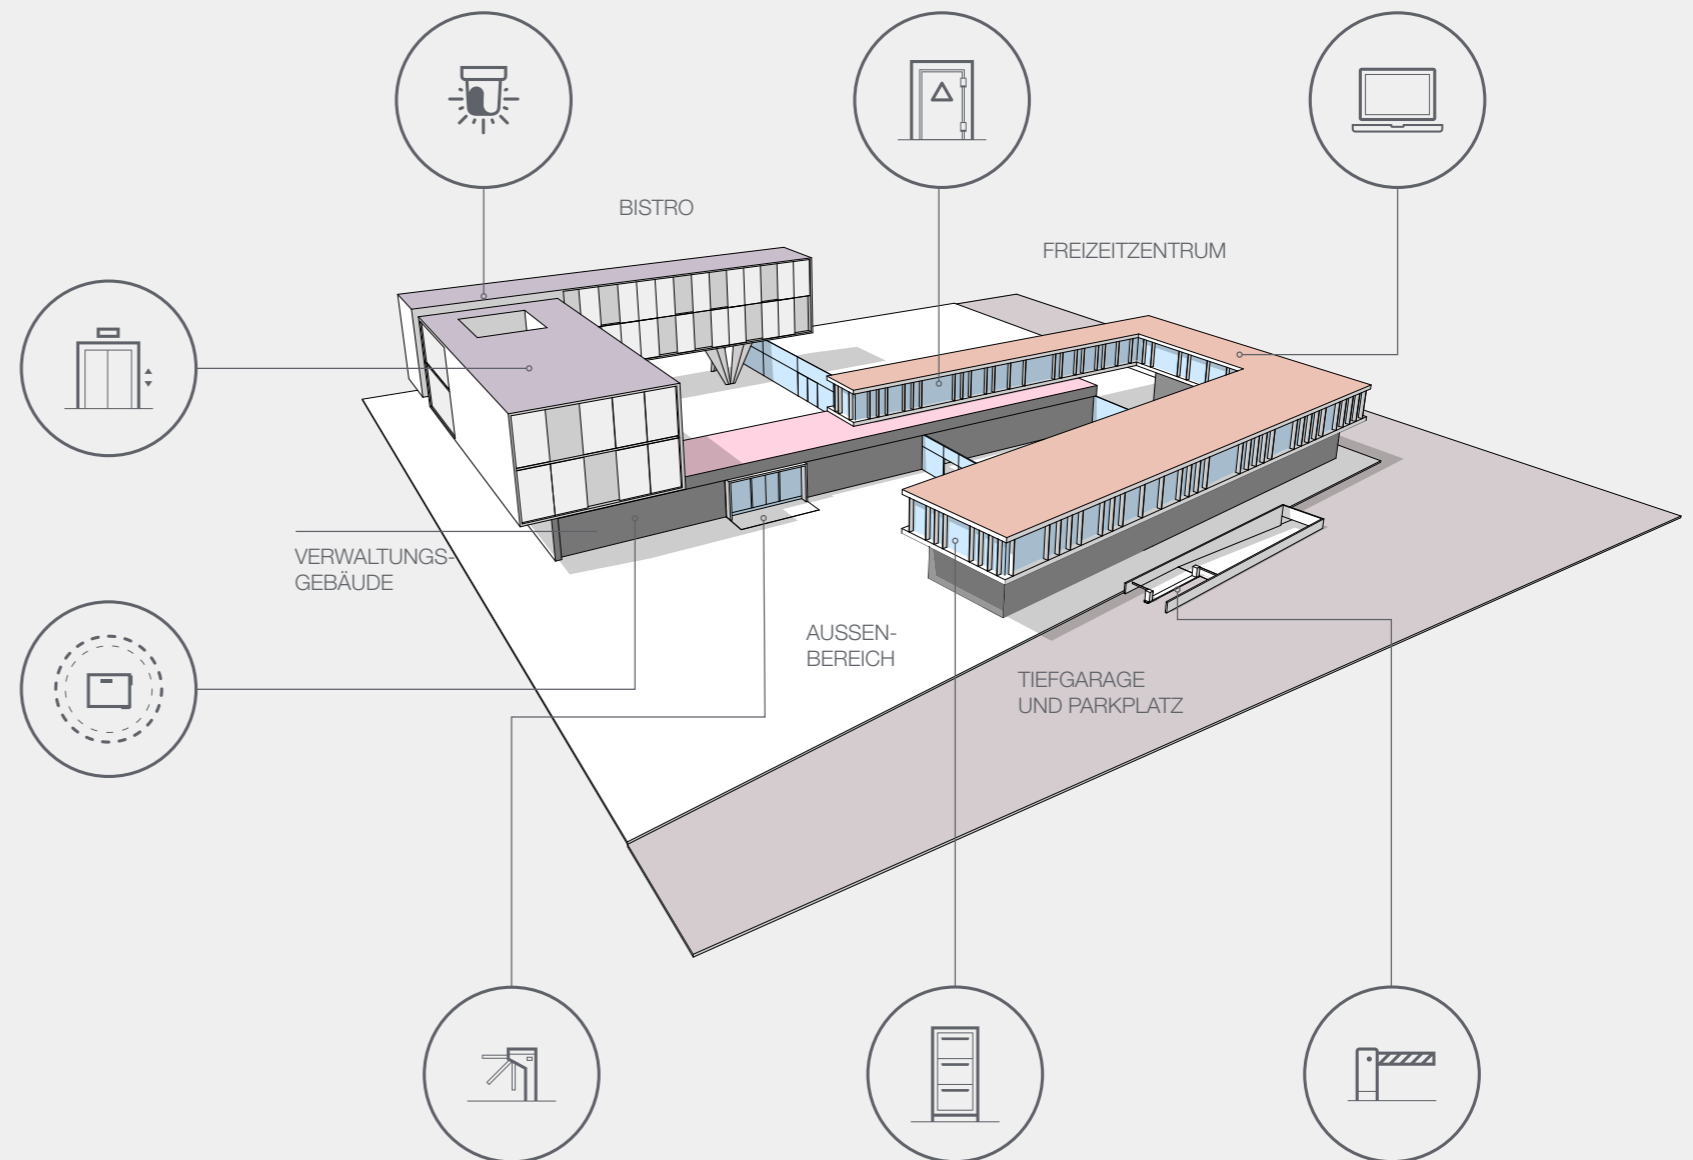 BISTRO
FREIZEITZENTRUM
VERWALTUNGS-
GEBÄUDE
AUSSEN-
BEREICH
TIEFGARAGE
UND PARKPLATZ